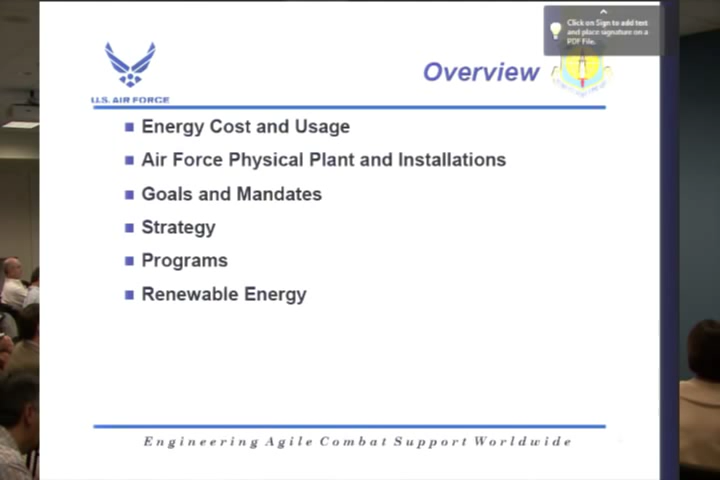 Click on Sign to add text
and place signature on a
PDF File.
Overview
U.S. AIR FORCE
Energy Cost and Usage
Air Force Physical Plant and Installations
Goals and Mandates
Strategy
Programs
Renewable Energy
Engineering Agile Combat Support Worldwide